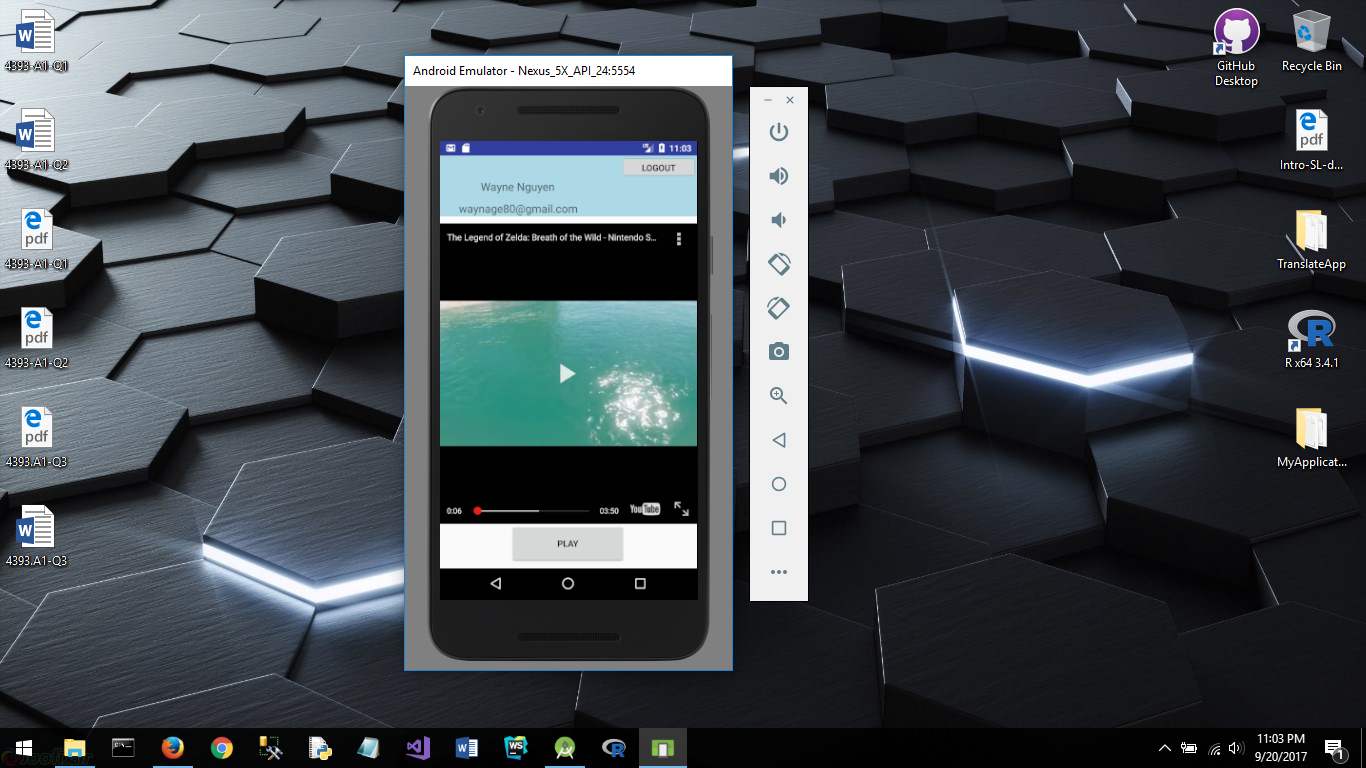 4393-A1-Q1
4393-A1-Q2
pdf
4393-A1-Q1
pdf
4393-A1-Q2
pdf
4393.A1-Q3
4393.A1-Q3
Android Emulator - Nexus_5X_API_24:5554
11:03
LOGOUT
Wayne Nguyen
waynage80@gmail.com
The Legend of Zelda: Breath of the Wild - Nintendo S...
0:06
03:50
YouTube
PLAY
GitHub
Desktop
Recycle Bin
pdf
Intro-SL-d...
TranslateApp
R
R x64 3.4.1
MyApplicat...
WS
R
11:03 PM
9/20/2017
1